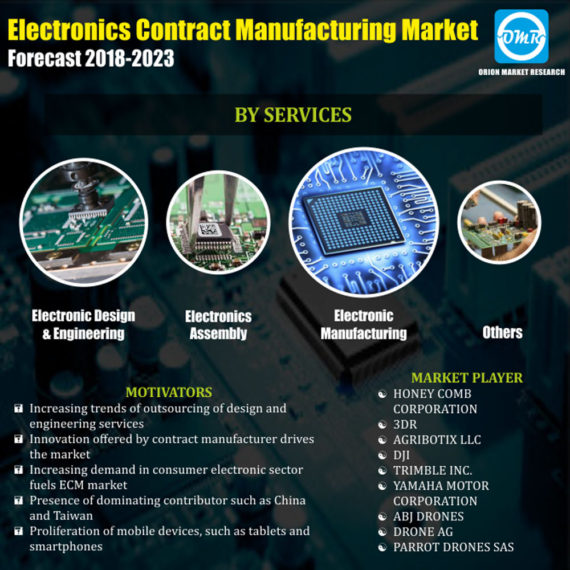 Electronics Contract Manufacturing Market
Forecast 2018-2023
OMR
ORION MARKET RESEARCH
BY SERVICES
Electronic Design
& Engineering
Electronics
Assembly
Electronic
Manufacturing
Others
MOTIVATORS
Increasing trends of outsourcing of design and
engineering services
Innovation offered by contract manufacturer drives
the market
Increasing demand in consumer electronic sector
fuels ECM market
Presence of dominating contributor such as China
and Taiwan
Proliferation of mobile devices, such as tablets and
smartphones
MARKET PLAYER
HONEY COMB
CORPORATION
3DR
AGRIBOTIX LLC
DJI
TRIMBLE INC.
YAMAHA MOTOR
CORPORATION
ABJ DRONES
DRONE AG
PARROT DRONES SAS